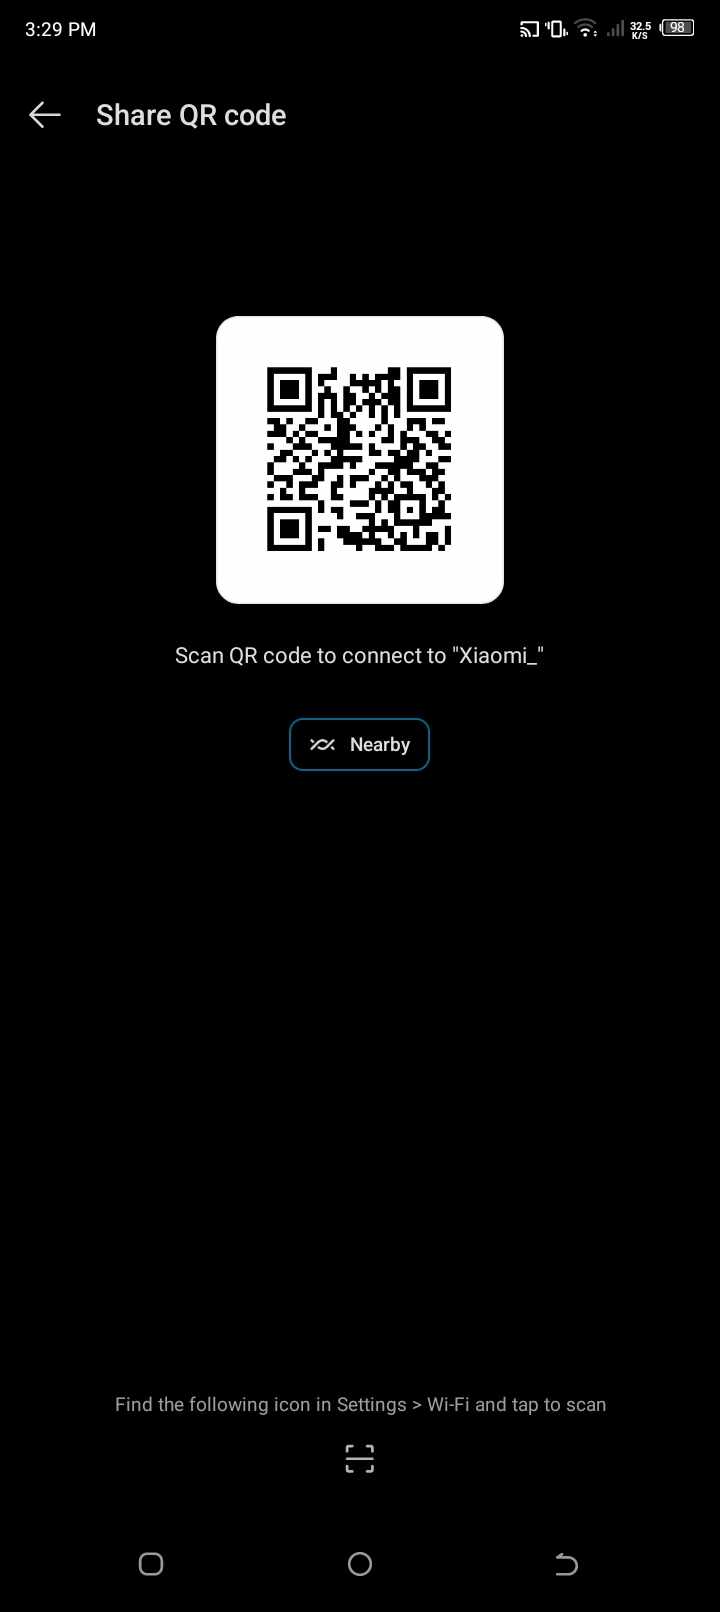 3:29 PM
32.5
K/S
98
Share QR code
Scan QR code to connect to "Xiaomi_"
Nearby
Find the following icon in Settings > Wi-Fi and tap to scan